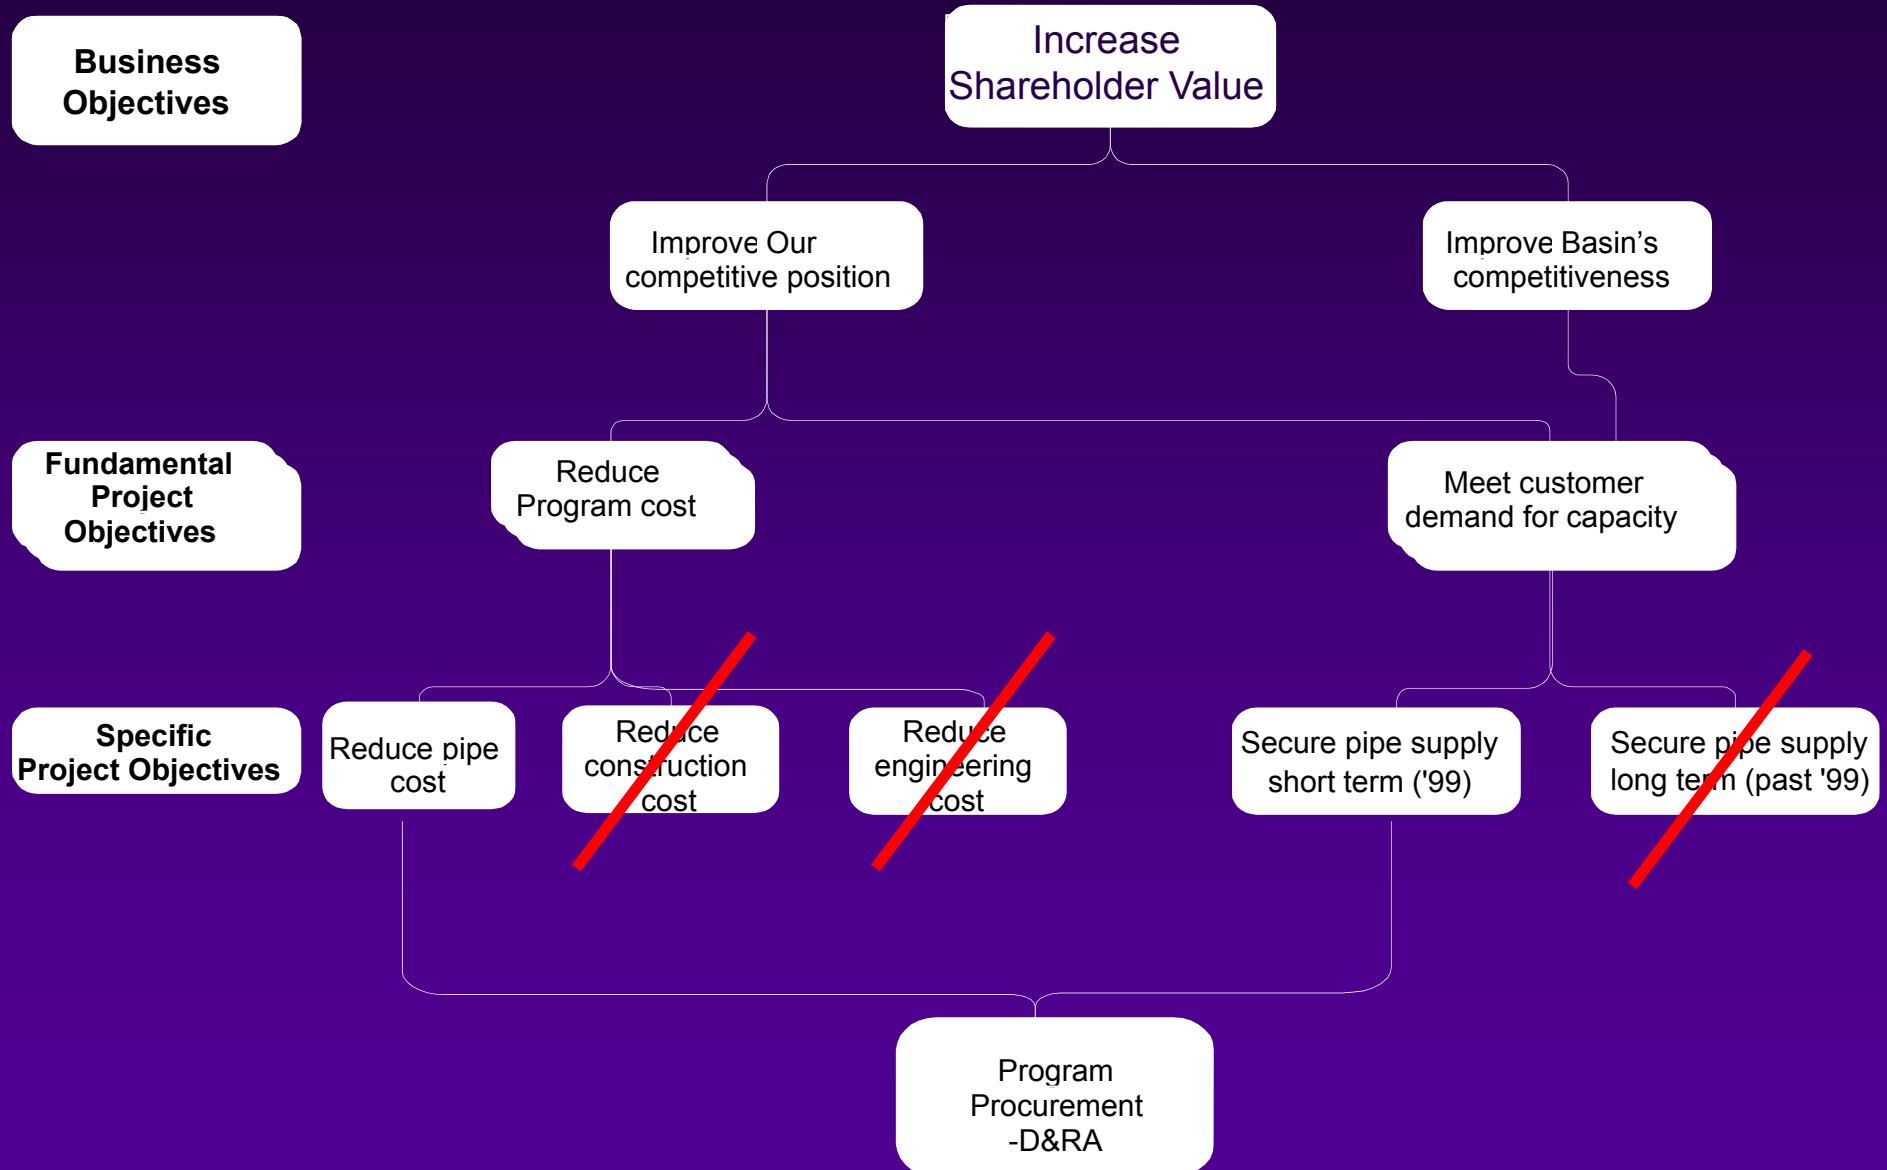 Business
Objectives
Increase
Shareholder Value
Improve Our
competitive position
Improve Basin’s
competitiveness
Fundamental
Project
Objectives
Reduce
Program cost
Meet customer
demand for capacity
Specific
Project Objectives
Reduce pipe
cost
Reduce
construction
cost
Reduce
engineering
cost
Secure pipe supply
short term ('99)
Secure pipe supply
long term (past '99)
Program
Procurement
-D&RA